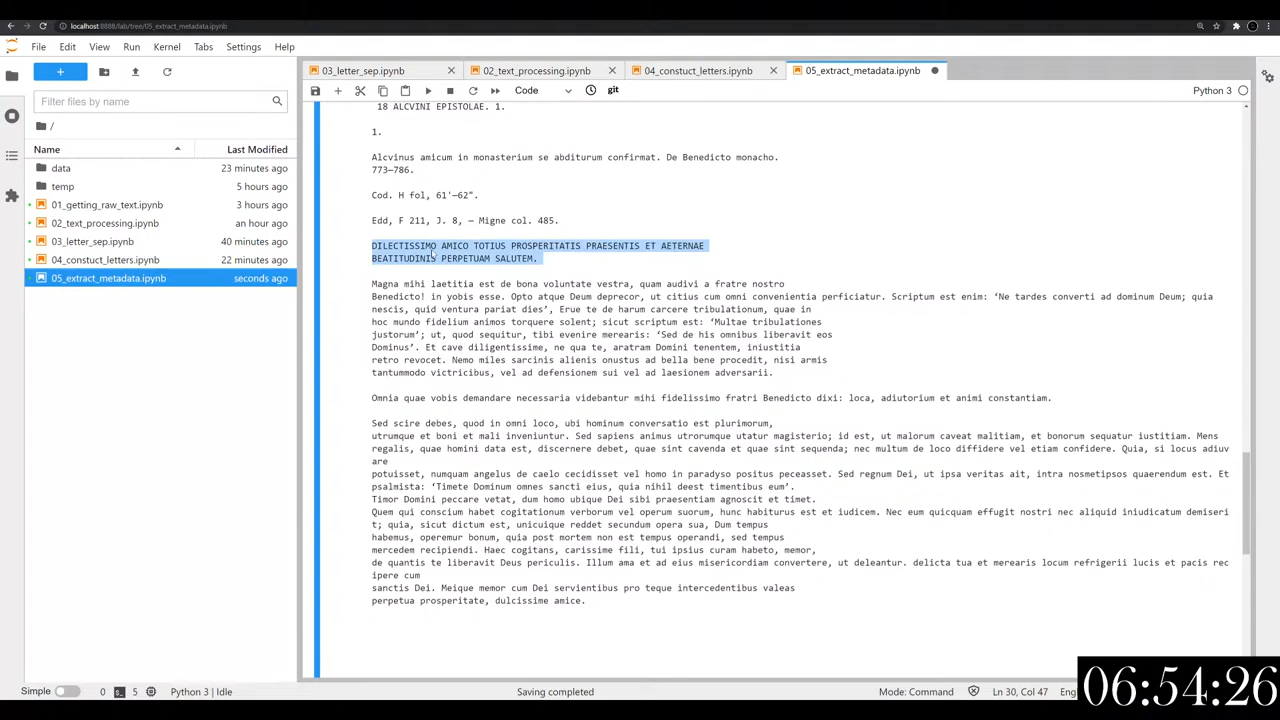 localhost:8888/lab/tree/05_extract_metadata.ipynb
File Edit View Run Kernel Tabs Settings Help
03_letter_sep.ipynb 02_text_processing.ipynb 04_constuct_letters.ipynb 05_extract_metadata.ipynb
Code git Python 3
Filter files by name
/
Name Last Modified
data 23 minutes ago
temp 5 hours ago
01_getting_raw_text.ipynb 3 hours ago
02_text_processing.ipynb an hour ago
03_letter_sep.ipynb 40 minutes ago
04_constuct_letters.ipynb 22 minutes ago
05_extract_metadata.ipynb seconds ago
18 ALCVINI EPISTOLAE. 1.
1.
Alcvinus amicum in monasterium se abditurum confirmat. De Benedicto monacho.
773—786.
Cod. H fol, 61'—62".
Edd, F 211, J. 8, — Migne col. 485.
DILECTISSIMO AMICO TOTIUS PROSPERITATIS PRAESENTIS ET AETERNAE
BEATITUDINIS PERPETUAM SALUTEM.
Magna mihi laetitia est de bona voluntate vestra, quam audivi a fratre nostro
Benedicto! in yobis esse. Opto atque Deum deprecor, ut citius cum omni convenientia perficiatur. Scriptum est enim: ‘Ne tardes converti ad dominum Deum; quia
nescis, quid ventura pariat dies’, Erue te de harum carcere tribulationum, quae in
hoc mundo fidelium animos torquere solent; sicut scriptum est: ‘Multae tribulationes
justorum’; ut, quod sequitur, tibi evenire merearis: ‘Sed de his omnibus liberavit eos
Dominus’. Et cave diligentissime, ne qua te, aratram Domini tenentem, iniustitia
retro revocet. Nemo miles sarcinis alienis onustus ad bella bene procedit, nisi armis
tantummodo victricibus, vel ad defensionem sui vel ad laesionem adversarii.
Omnia quae vobis demandare necessaria videbantur mihi fidelissimo fratri Benedicto dixi: loca, adiutorium et animi constantiam.
Sed scire debes, quod in omni loco, ubi hominum conversatio est plurimorum,
utrumque et boni et mali inveniuntur. Sed sapiens animus utrorumque utatur magisterio; id est, ut malorum caveat malitiam, et bonorum sequatur iustitiam. Mens
regalis, quae homini data est, discernere debet, quae sint cavenda et quae sint sequenda; nec multum de loco diffidere vel etiam confidere. Quia, si locus adiuv
are
potuisset, numquam angelus de caelo cecidisset vel homo in paradyso positus peceasset. Sed regnum Dei, ut ipsa veritas ait, intra nosmetipsos quaerendum est. Et
psalmista: ‘Timete Dominum omnes sancti eius, quia nihil deest timentibus eum”.
Timor Domini peccare vetat, dum homo ubique Dei sibi praesentiam agnoscit et timet.
Quem qui conscium habet cogitationum verborum vel operum suorum, hunc habiturus est et iudicem. Nec eum quicquam effugit nostri nec aliquid iniudicatum demiseri
t; quia, sicut dictum est, unicuique reddet secundum opera sua, Dum tempus
habemus, operemur bonum, quia post mortem non est tempus operandi, sed tempus
mercedem recipiendi. Haec cogitans, carissime fili, tui ipsius curam habeto, memor,
de quantis te liberavit Deus periculis. Illum ama et ad eius misericordiam convertere, ut deleantur. delicta tua et merearis locum refrigerii lucis et pacis rec
ipere cum
sanctis Dei. Meique memor cum Dei servientibus pro teque intercedentibus valeas
perpetua prosperitate, dulcissime amice.
Simple 0 5 Python 3 | Idle Saving completed Mode: Command Ln 30, Col 47 Eng
06:54:26